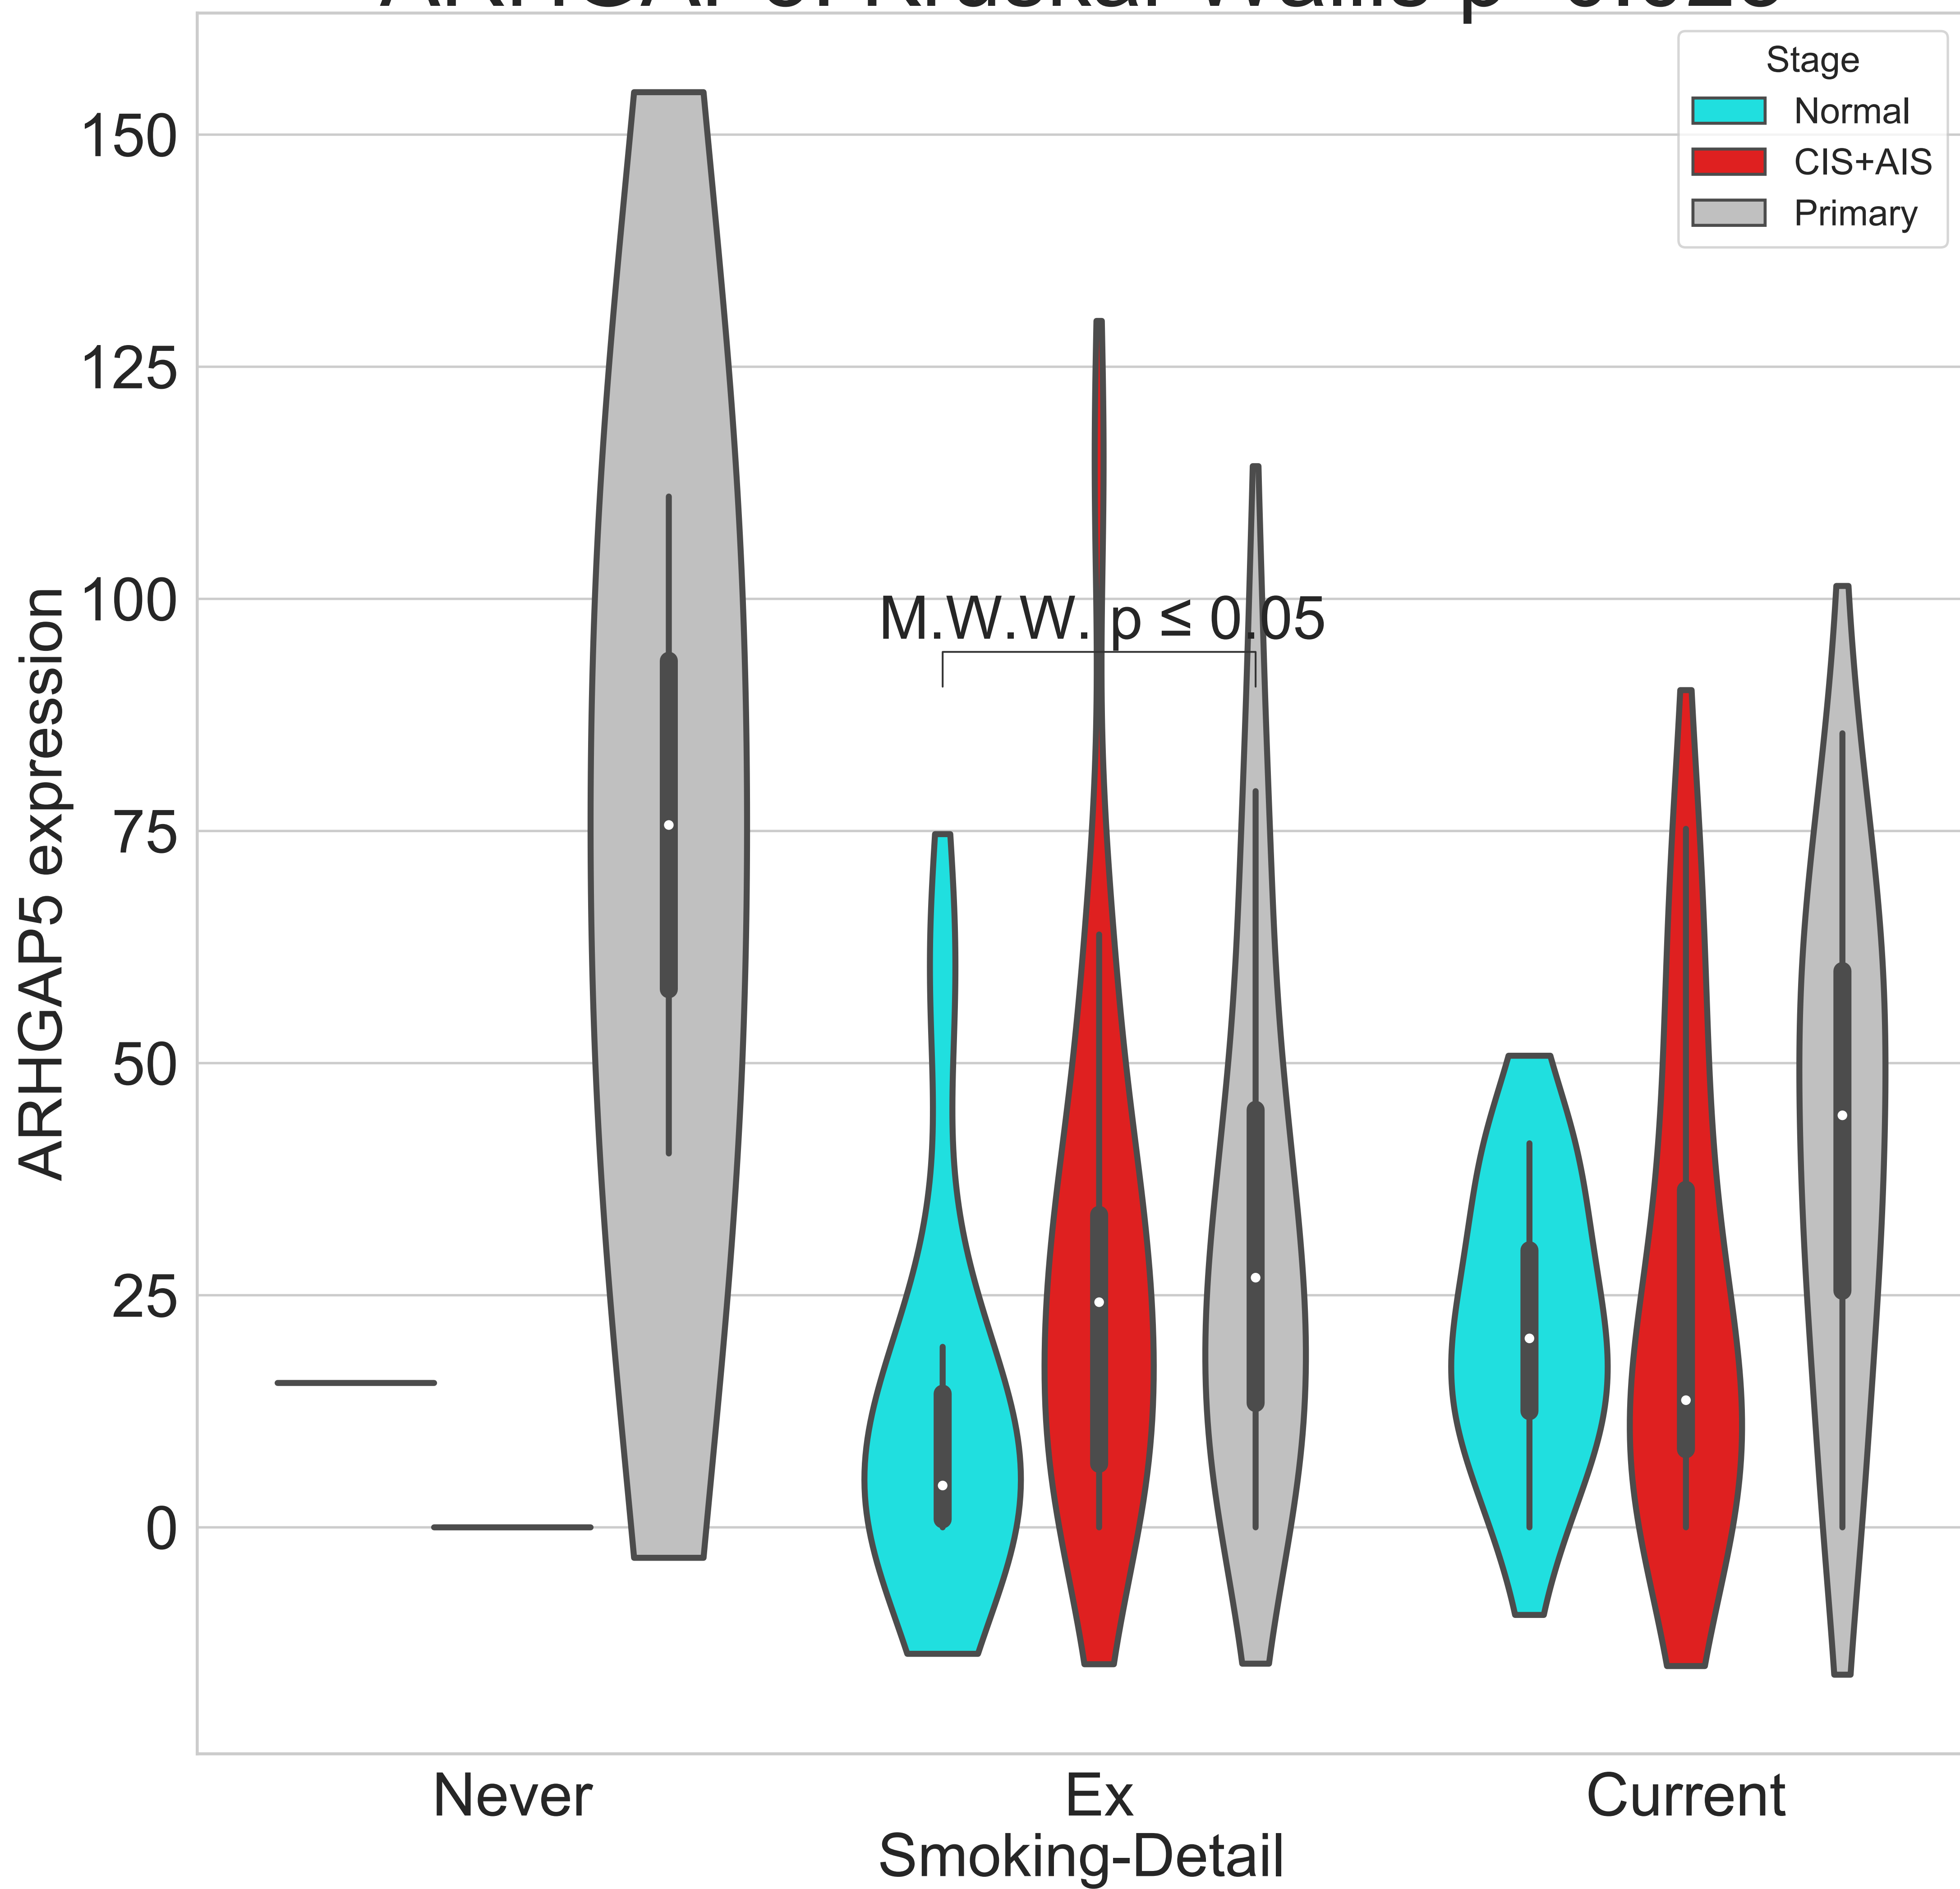 Stage
Normal
CIS+AIS
Primary
150
125
100
75
50
25
0
ARHGAP5 expression
M.W.W. p ≤ 0.05
Never
Ex
Current
Smoking-Detail